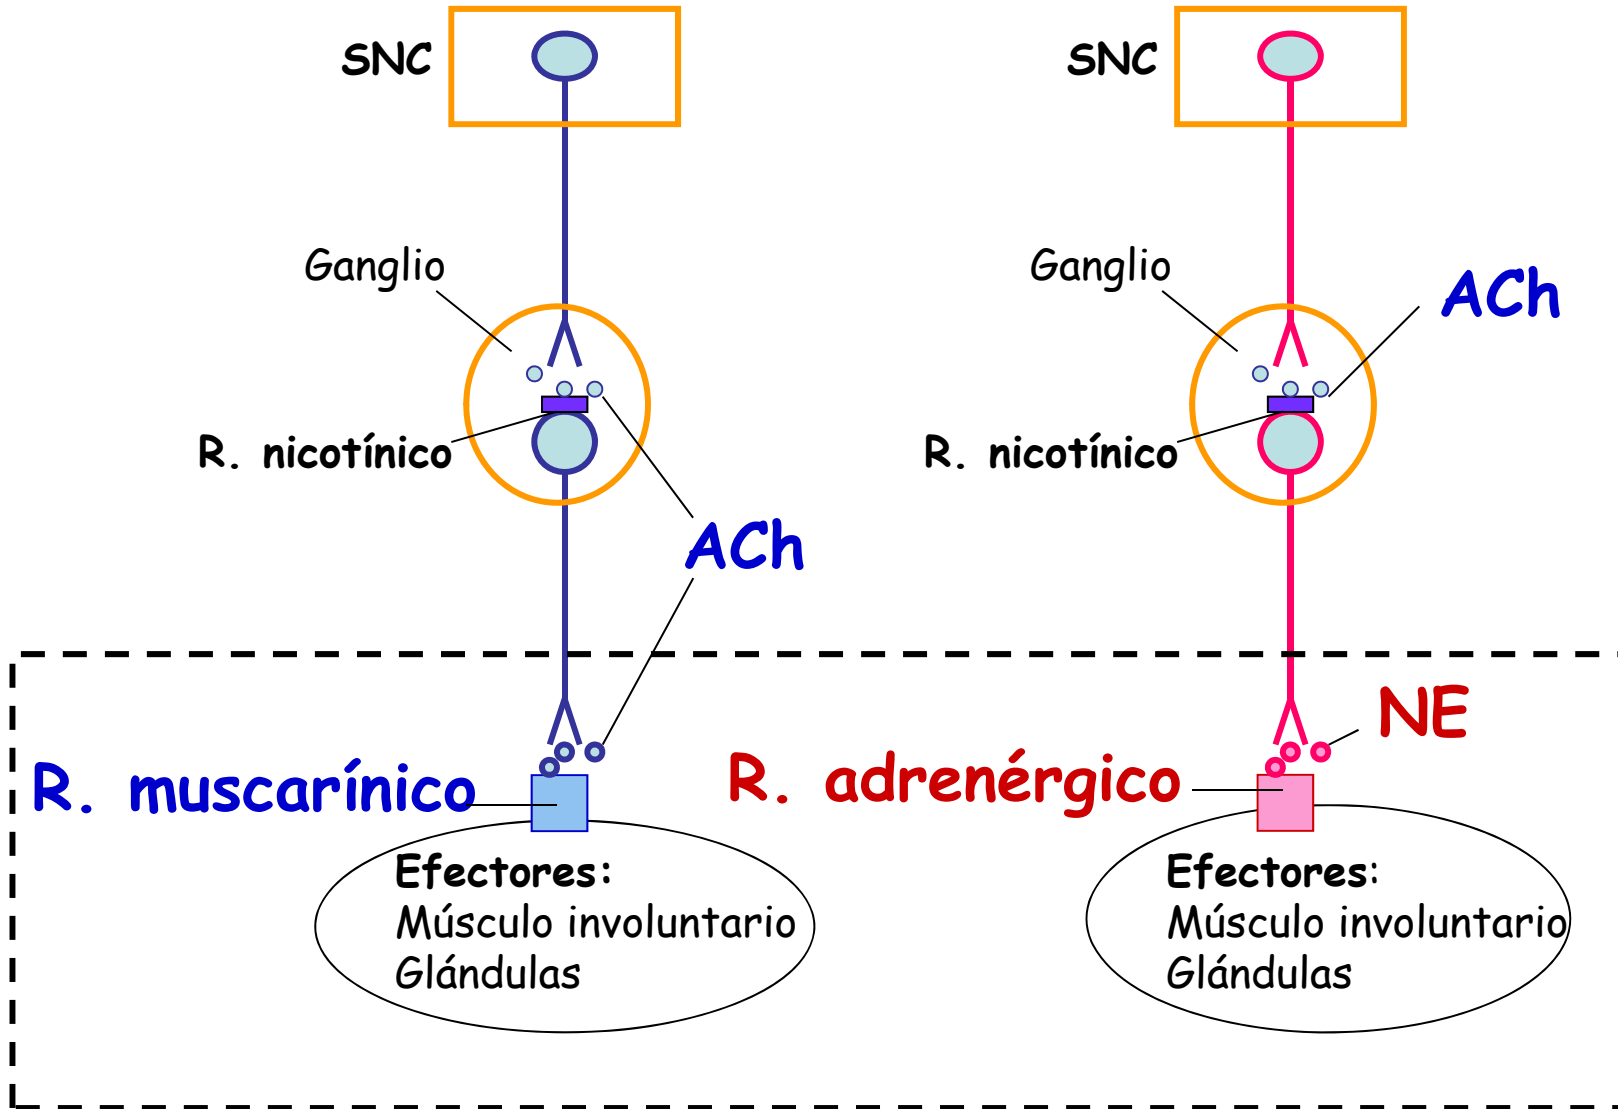 SNC
SNC
Ganglio
Ganglio
ACh
R. nicotínico
R. nicotínico
ACh
NE
R. muscarínico
R. adrenérgico
Efectores:
Músculo involuntario
Glándulas
Efectores:
Músculo involuntario
Glándulas